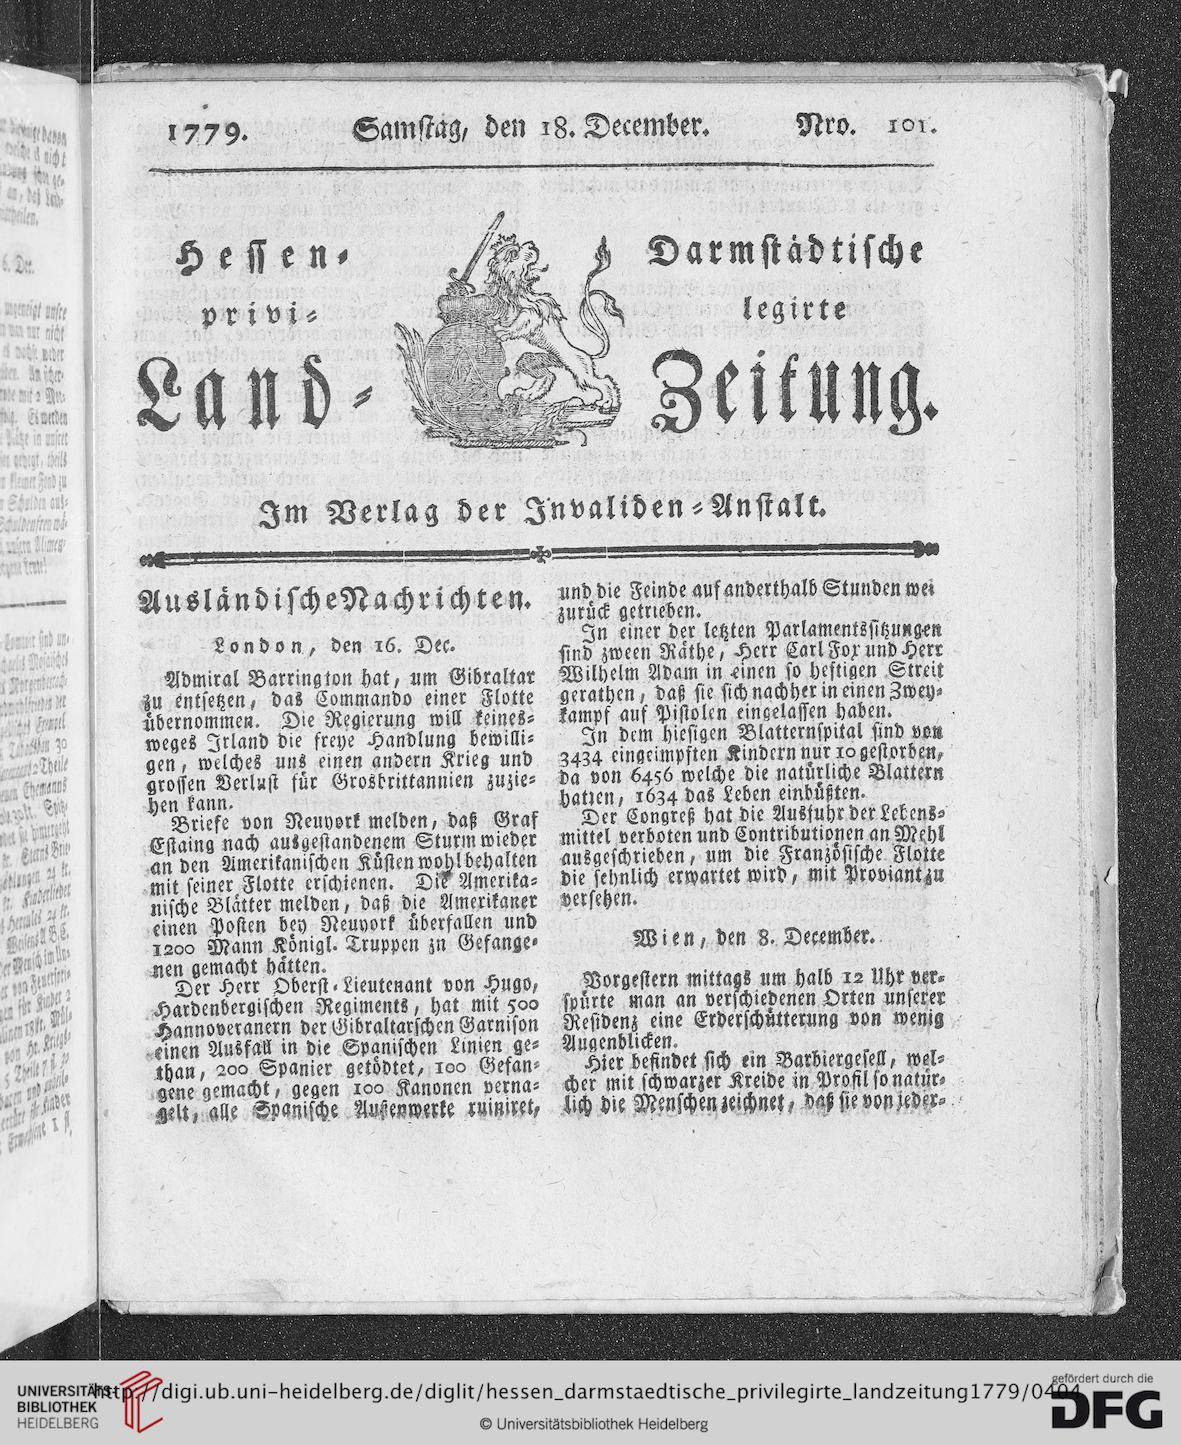 1779. Samstag, den 18. December. Nro. 101.
Hessen- Darmstädtische
privi- legirte
Land- Zeitung.
Im Verlag der Invaliden-Anstalt.
Ausländische Nachrichten.
London, den 16. Dec.
Admiral Barrington hat, um Gibraltar
zu entsetzen, das Commando einer Flotte
übernommen. Die Regierung will keines-
weges Irland die freye Handlung bewilli-
gen, welches uns einen andern Krieg und
grossen Verlust für Grosbrittannien zuzie-
hen kann.
Briefe von Neuyork melden, daß Graf
Estaing nach ausgestandenem Sturm wieder
an den Amerikanischen Küsten wohlbehalten
mit seiner Flotte erschienen. Die Amerika-
nische Blätter melden, daß die Amerikaner
einen Posten bey Neuyork überfallen und
1200 Mann Königl. Truppen zu Gefange-
nen gemacht hätten.
Der Herr Oberst-Lieutenant von Hugo,
Hardenbergischen Regiments, hat mit 500
Hannoveranern der Gibraltarschen Garnison
einen Ausfall in die Spanischen Linien ge-
than, 200 Spanier getödtet, 100 Gefan-
gene gemacht, gegen 100 Kanonen verna-
gelt, alle Spanische Außenwerke ruiniret,
und die Feinde auf anderthalb Stunden wei
zurück getrieben.
In einer der letzten Parlamentssitzungen
sind zween Räthe, Herr Carl Fox und Herr
Wilhelm Adam in einen so heftigen Streit
gerathen, daß sie sich nachher in einen Zwey-
kampf auf Pistolen eingelassen haben.
In dem hiesigen Blatternspital sind von
3434 eingeimpften Kindern nur 10 gestorben,
da von 6456 welche die natürliche Blattern
hatten, 1634 das Leben einbüßten.
Der Congreß hat die Ausfuhr der Lebens-
mittel verboten und Contributionen an Mehl
ausgeschrieben, um die Französische Flotte
die sehnlich erwartet wird, mit Proviant zu
versehen.
Wien, den 8. December.
Vorgestern mittags um halb 12 Uhr ver-
spürte man an verschiedenen Orten unserer
Residenz eine Erderschütterung von wenig
Augenblicken.
Hier befindet sich ein Barbiergesell, wel-
cher mit schwarzer Kreide in Profil so natür-
lich die Menschen zeichnet, daß sie von jeder-
UNIVERSITÄTS-
BIBLIOTHEK
HEIDELBERG
http://digi.ub.uni-heidelberg.de/diglit/hessen_darmstaedtische_privilegirte_landzeitung1779/0404
© Universitätsbibliothek Heidelberg
gefördert durch die
DFG